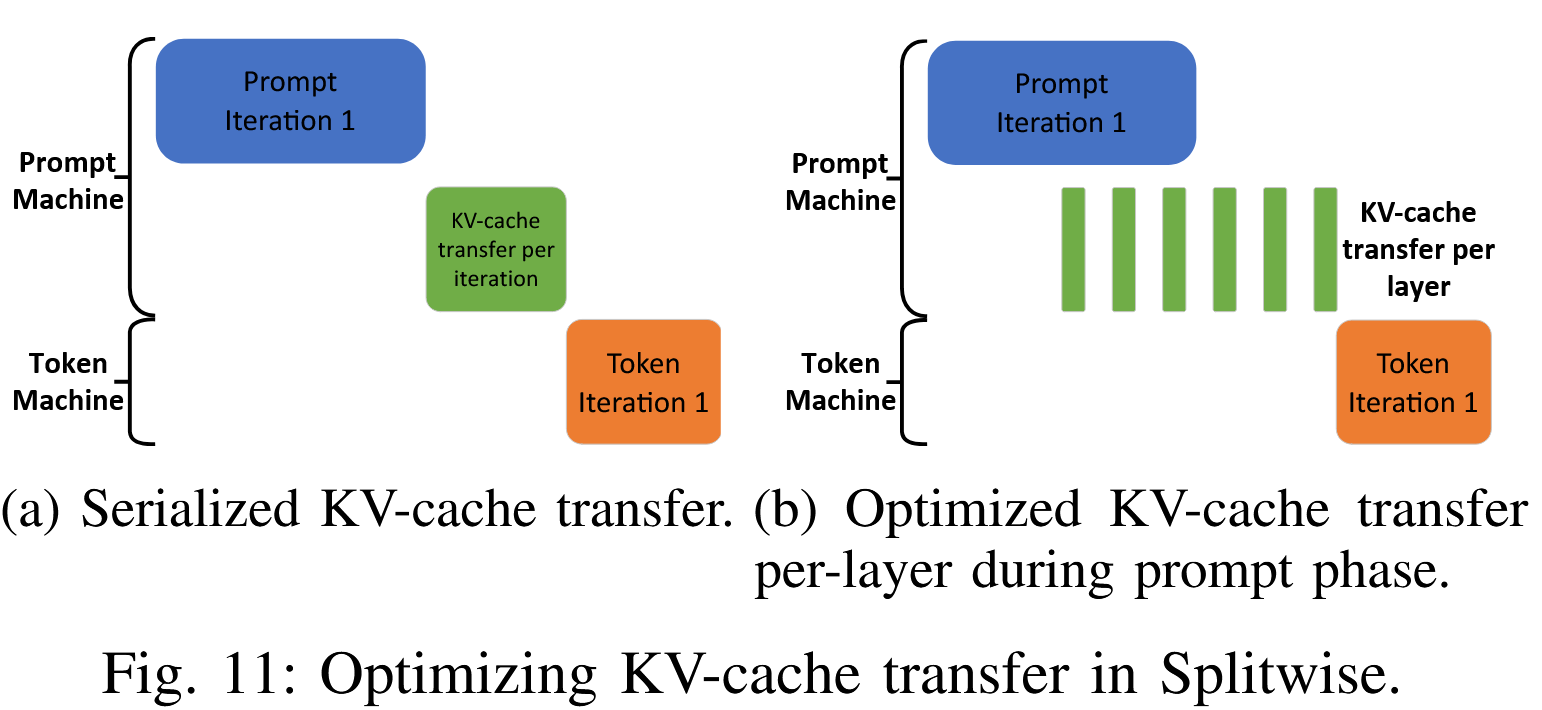 Prompt
Iteration 1
Prompt
Machine
KV-cache
transfer per
iteration
Token
Machine
Token
Iteration 1
(a) Serialized KV-cache transfer.
Prompt
Iteration 1
Prompt
Machine
KV-cache
transfer per
layer
Token
Machine
Token
Iteration 1
(b) Optimized KV-cache transfer
per-layer during prompt phase.
Fig. 11: Optimizing KV-cache transfer in Splitwise.